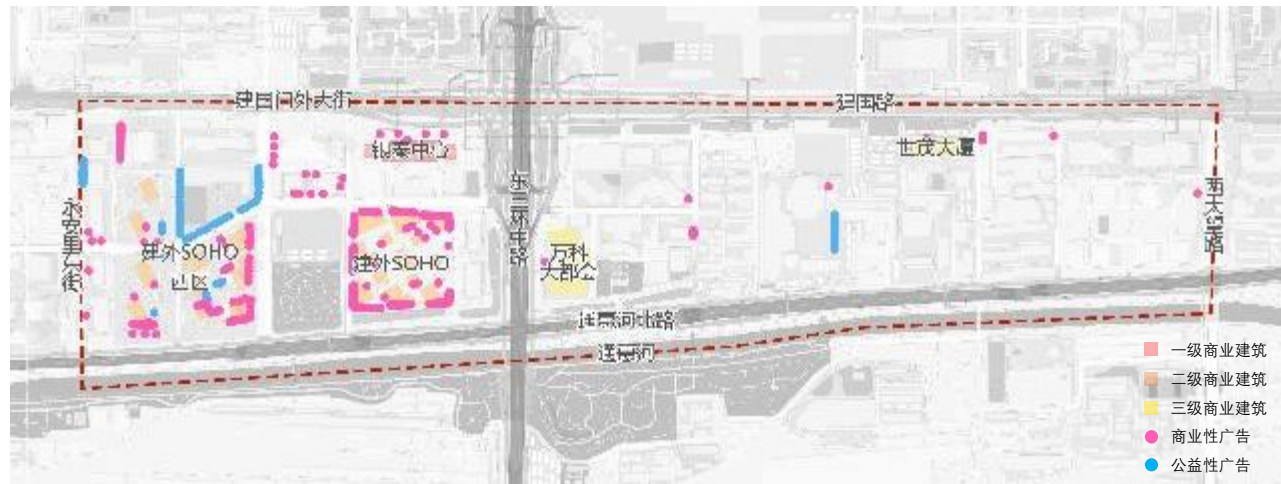 建国门外大街
建国路
银泰中心
世茂大厦
东三环中路
西大望路
永安里东街
建外SOHO
西区
建外SOHO
万科
大都会
通惠河北路
通惠河
一级商业建筑
二级商业建筑
三级商业建筑
商业性广告
公益性广告